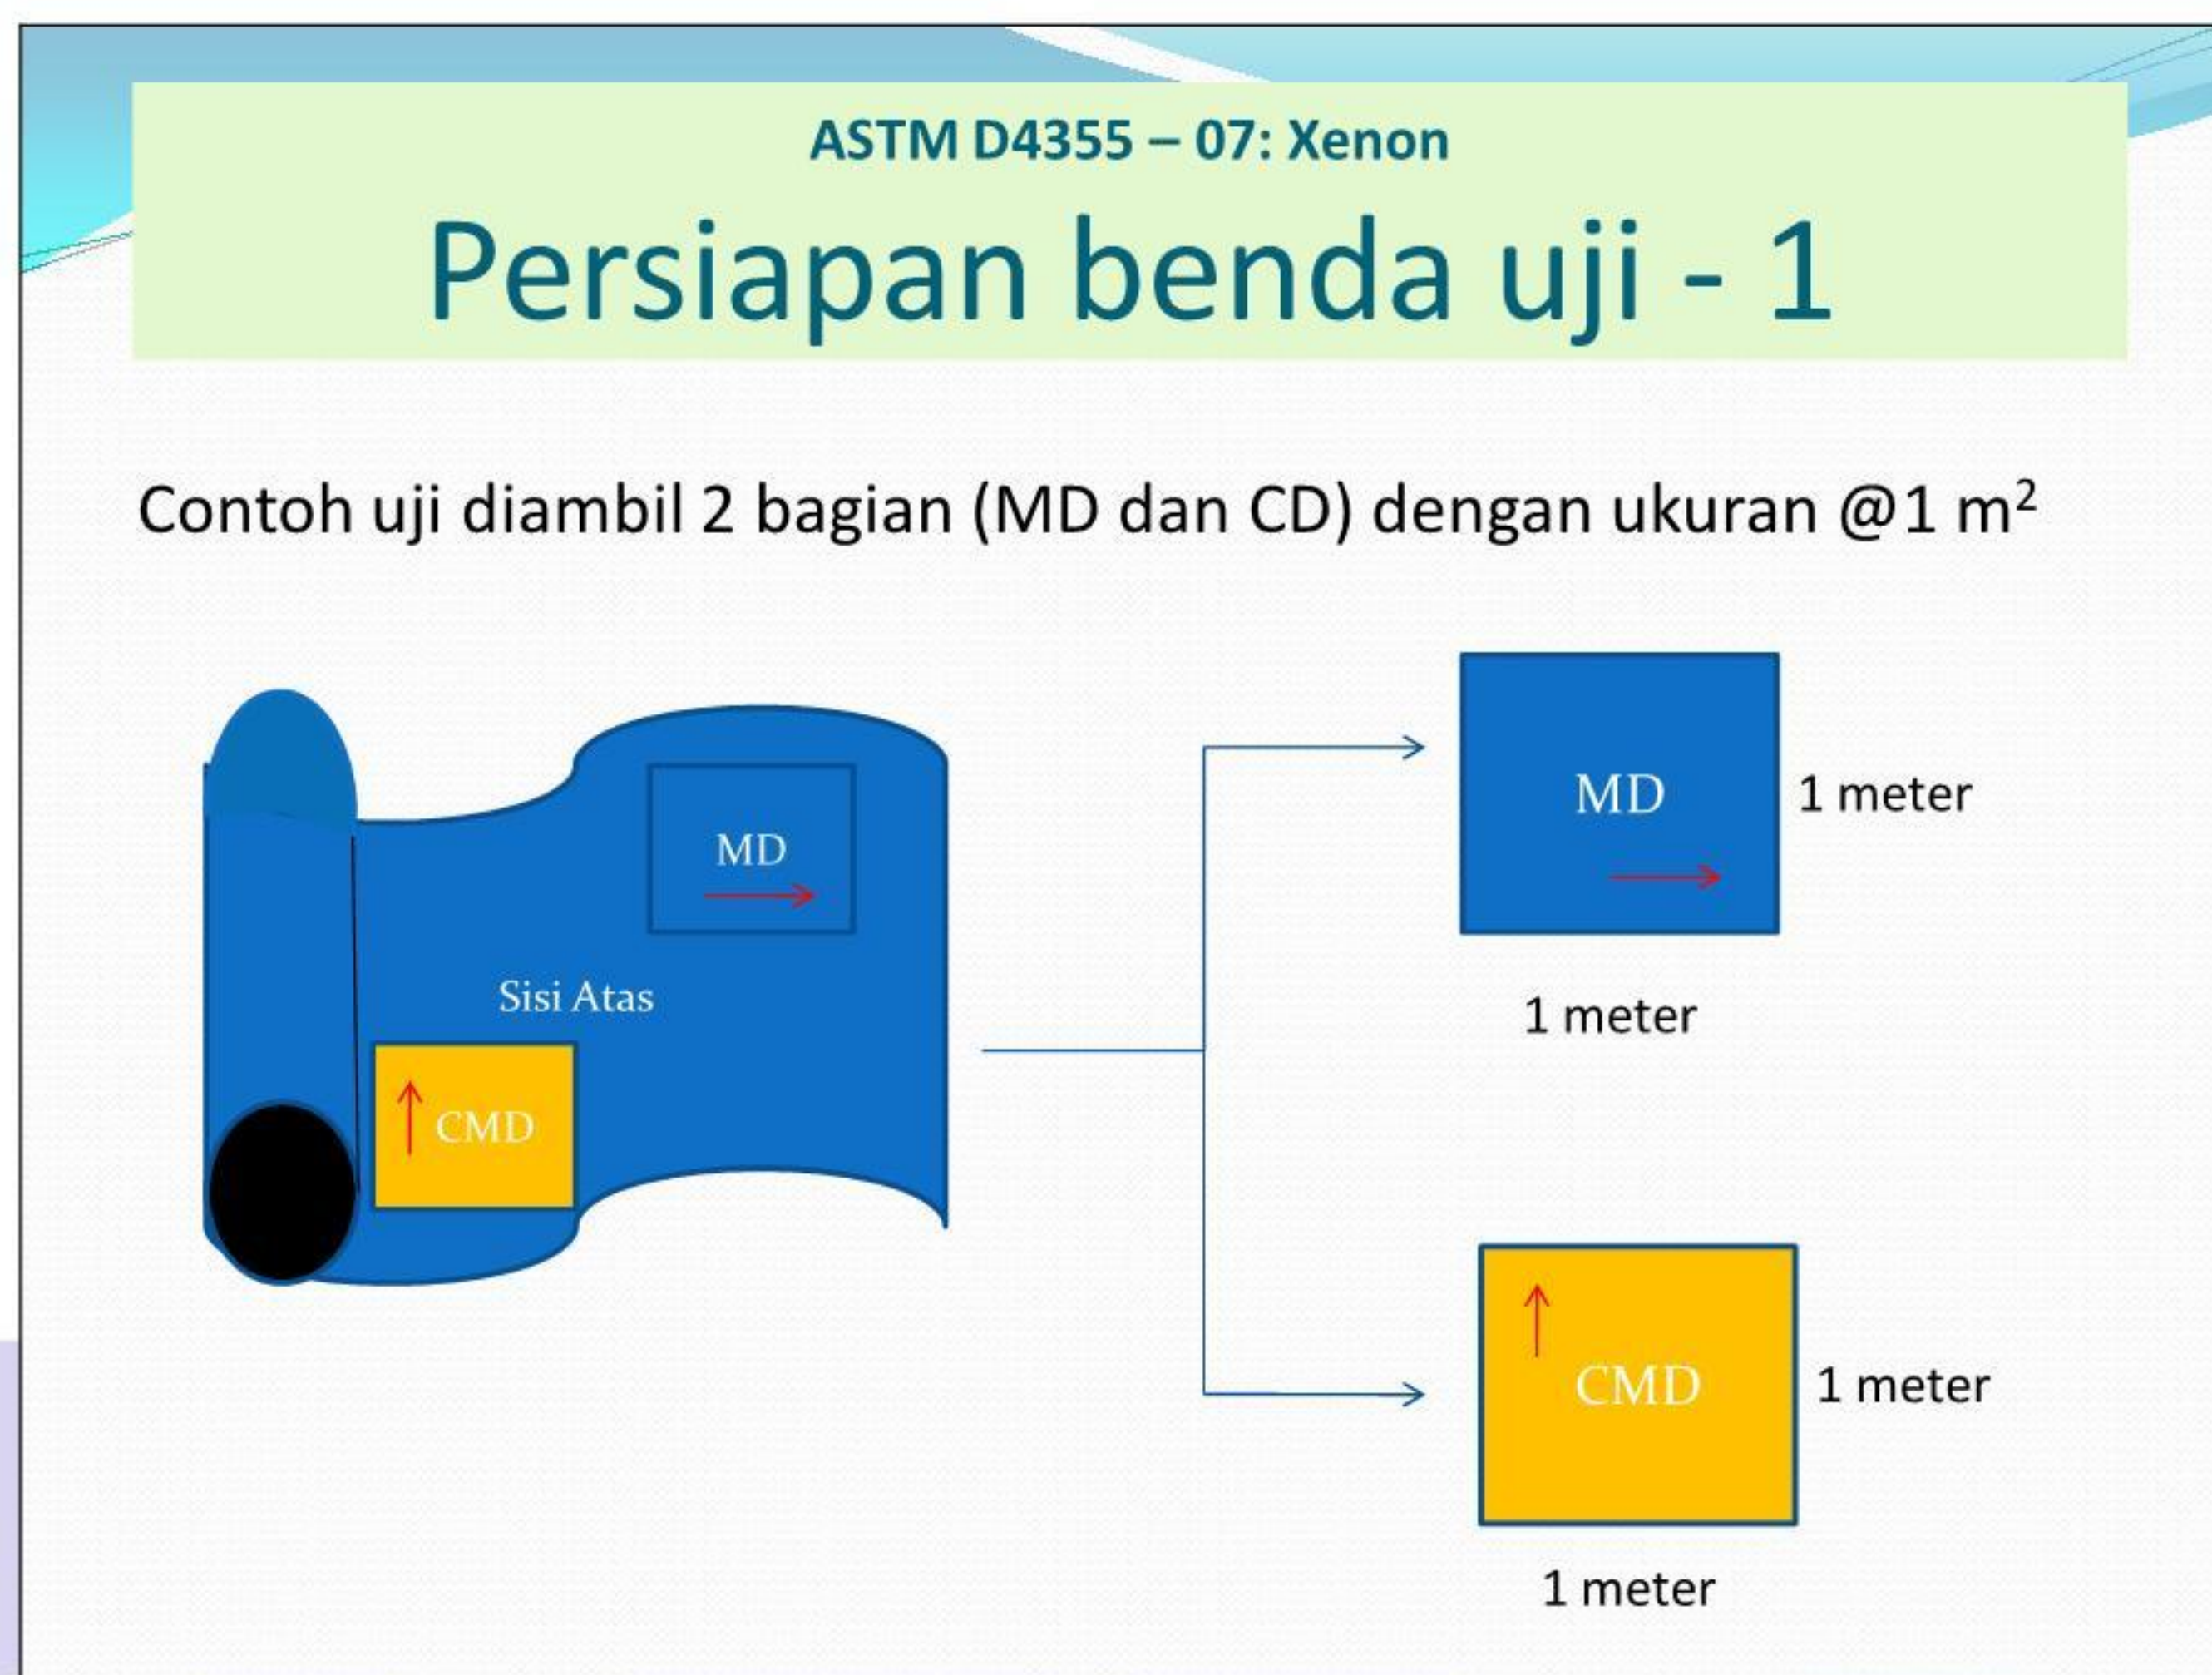 ASTM D4355 – 07: Xenon
Persiapan benda uji - 1
Contoh uji diambil 2 bagian (MD dan CD) dengan ukuran @1 m²
MD
Sisi Atas
CMD
MD
1 meter
1 meter
CMD
1 meter
1 meter